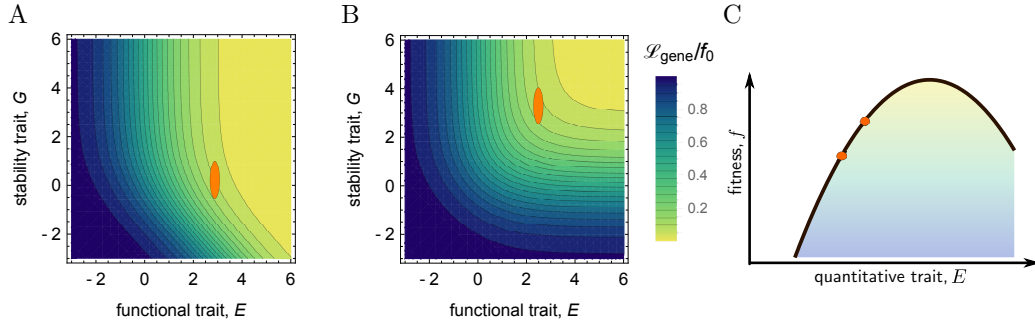 A
B
C
stability trait, G
6
4
2
0
- 2
- 2
0
2
4
6
functional trait, E
stability trait, G
6
4
2
0
- 2
- 2
0
2
4
6
functional trait, E
ℒgene/f0
0.8
0.6
0.4
0.2
fitness, f
quantitative trait, E